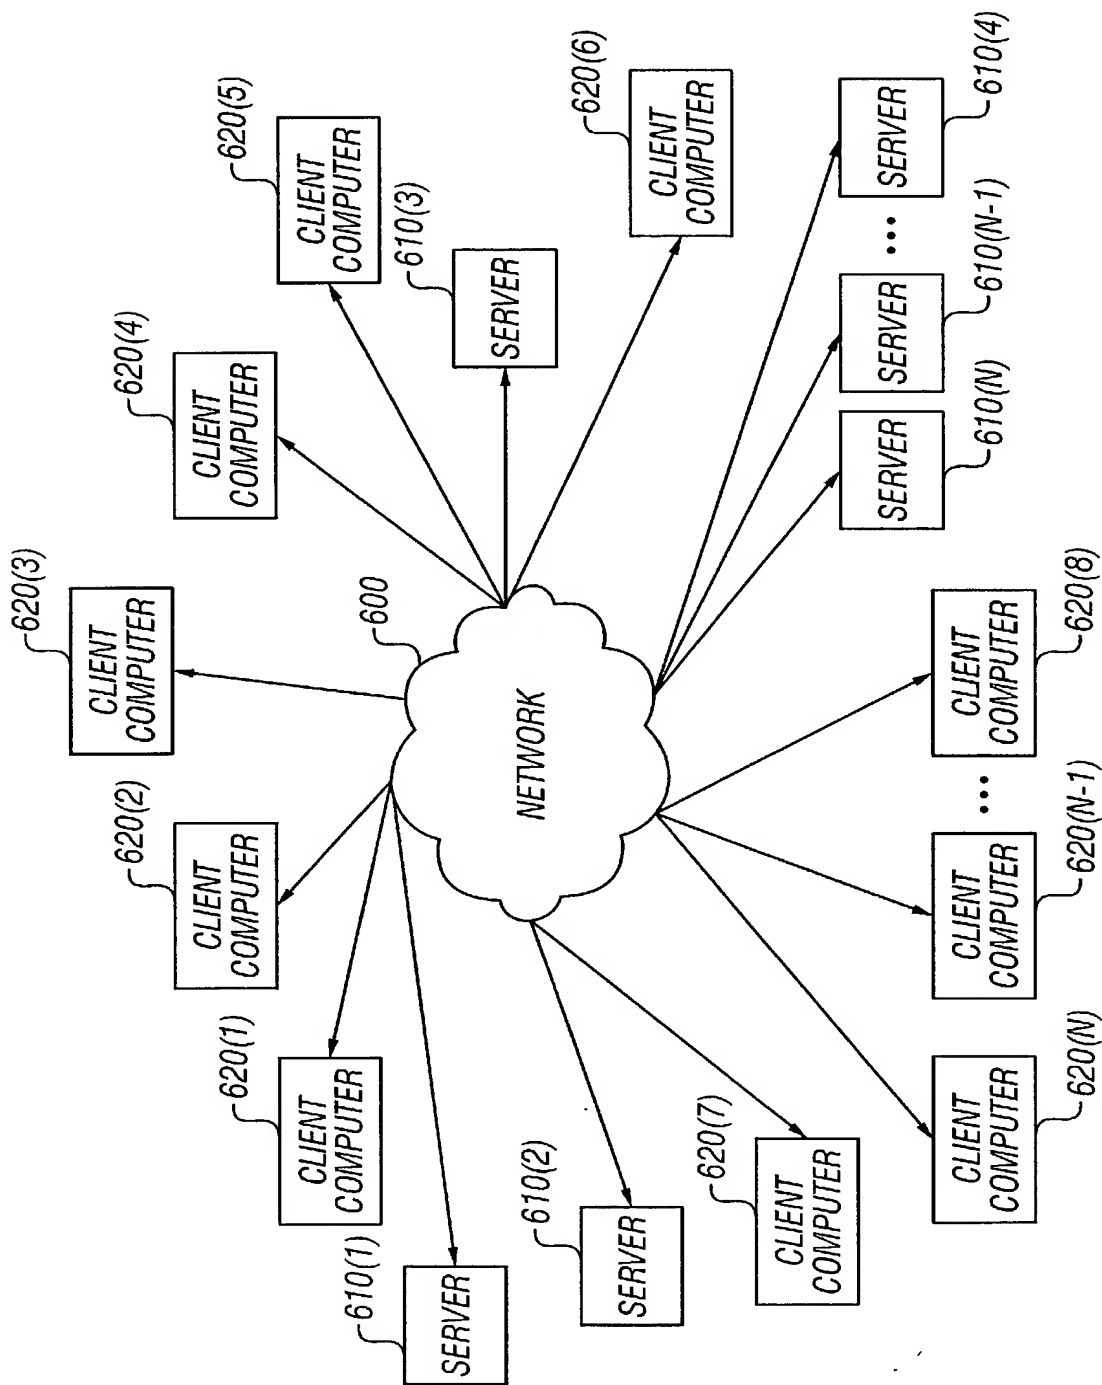 620(1)
CLIENT
COMPUTER
620(2)
CLIENT
COMPUTER
620(3)
CLIENT
COMPUTER
620(4)
CLIENT
COMPUTER
620(5)
CLIENT
COMPUTER
610(1)
SERVER
600
NETWORK
610(3)
SERVER
610(2)
SERVER
620(6)
CLIENT
COMPUTER
620(7)
CLIENT
COMPUTER
SERVER
610(N)
SERVER
610(N-1)
...
SERVER
610(4)
CLIENT
COMPUTER
620(N)
CLIENT
COMPUTER
620(N-1)
...
CLIENT
COMPUTER
620(8)